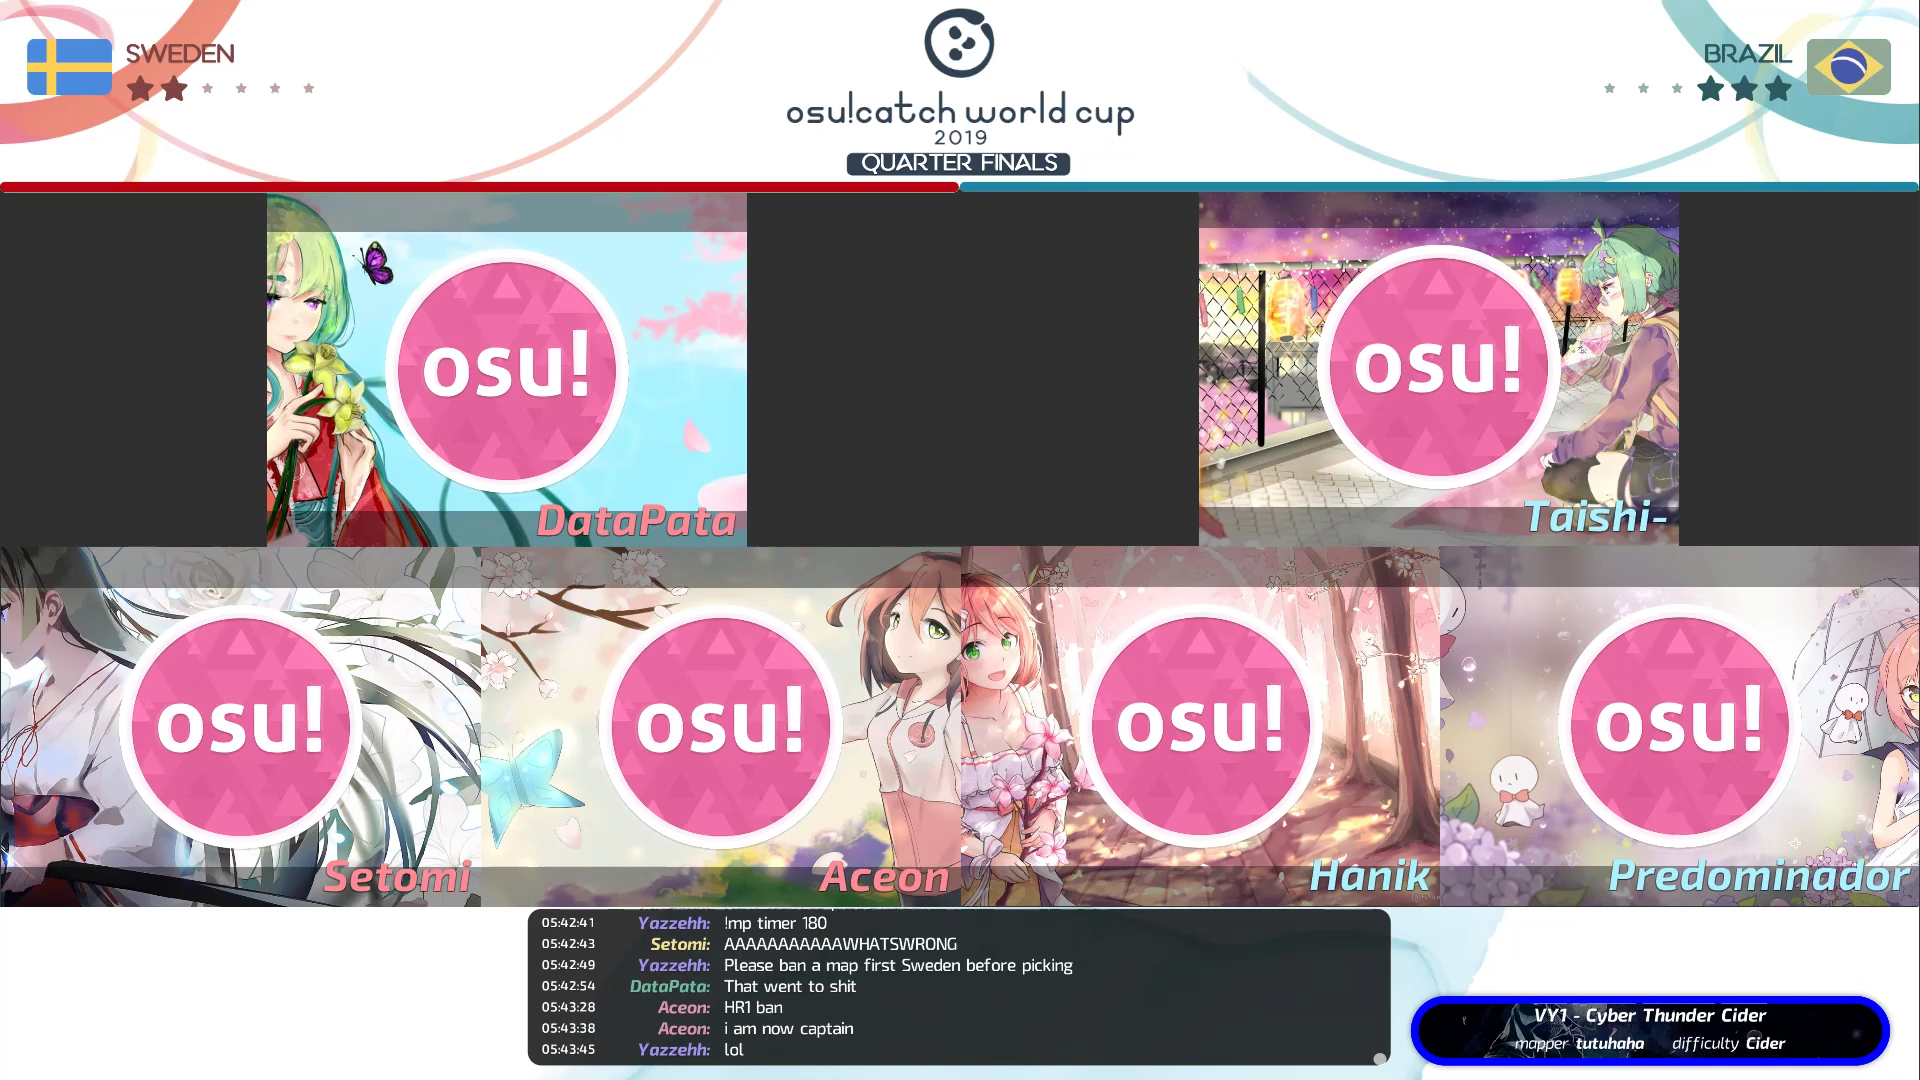 SWEDEN
BRAZIL
osu!catch world cup
2019
QUARTER FINALS
osu!
DataPata
osu!
Taishi-
osu!
Setomi
osu!
Aceon
osu!
Hanik
osu!
Predominador
05:42:41 Yazzehh: !mp timer 180
05:42:43 Setomi: AAAAAAAAAAAWHATSWRONG
05:42:49 Yazzehh: Please ban a map first Sweden before picking
05:42:54 DataPata: That went to shit
05:43:28 Aceon: HR1 ban
05:43:38 Aceon: i am now captain
05:43:45 Yazzehh: lol
VY1 - Cyber Thunder Cider
mapper tutuhaha difficulty Cider